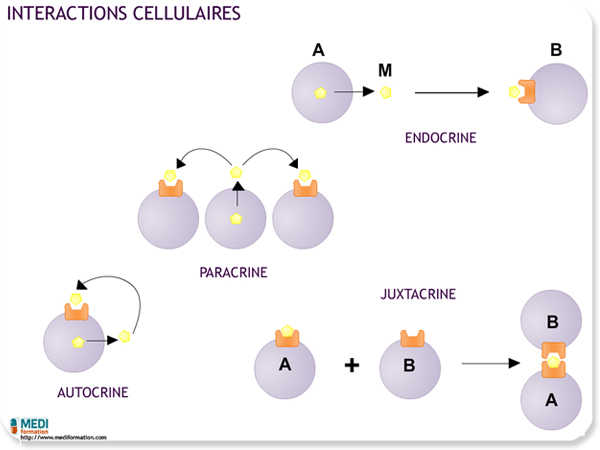 INTERACTIONS CELLULAIRES
A
M
B
ENDOCRINE
PARACRINE
JUXTACRINE
AUTOCRINE
A
+
B
B
A
MEDI
formation
http://www.mediformation.com